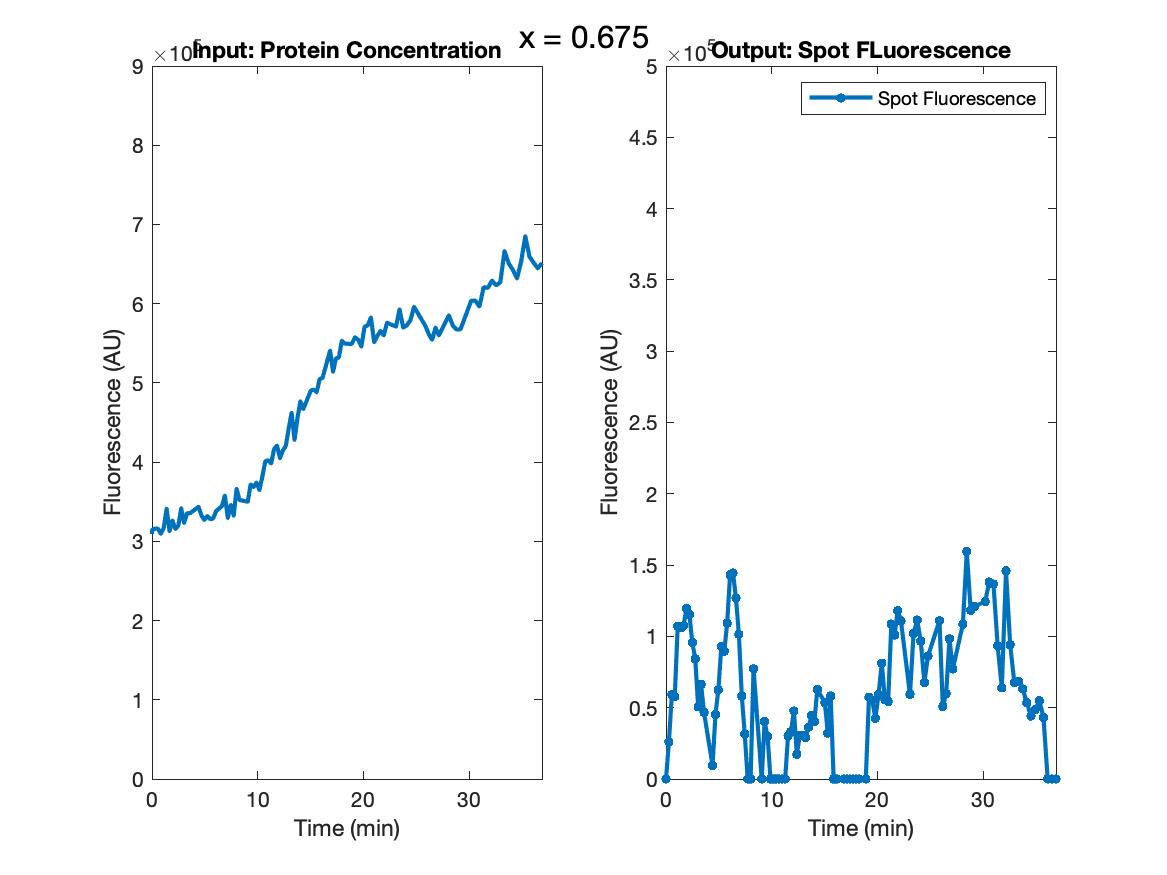 x = 0.675
×10⁵
Input: Protein Concentration
9
8
7
6
5
4
3
2
1
0
Fluorescence (AU)
0 10 20 30
Time (min)
×10⁵
Output: Spot FLuorescence
Spot Fluorescence
5
4.5
4
3.5
3
2.5
2
1.5
1
0.5
0
Fluorescence (AU)
0 10 20 30
Time (min)